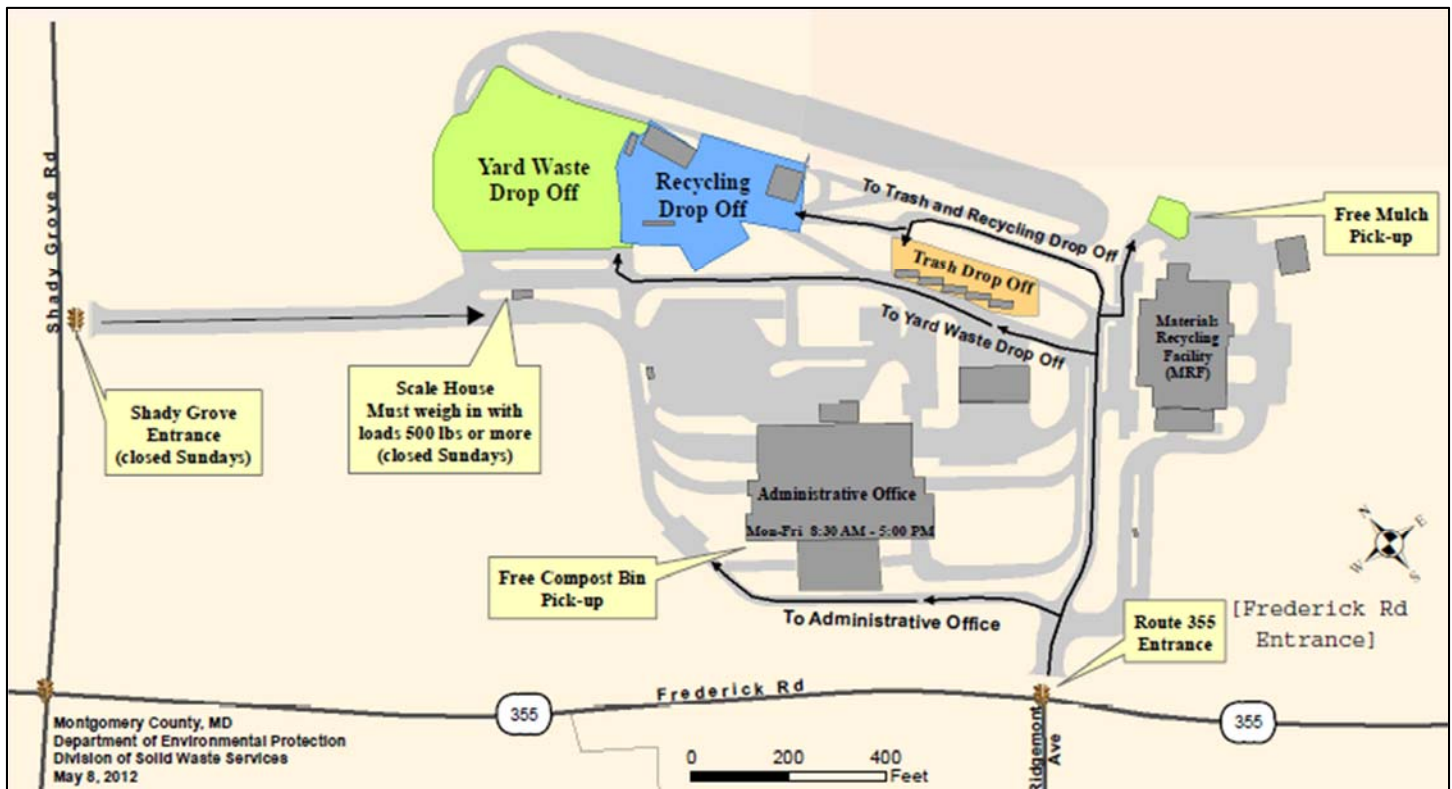 Shady Grove Rd
Yard Waste
Drop Off
Recycling
Drop Off
To Trash and Recycling Drop Off
Trash Drop Off
To Yard Waste Drop Off
Free Mulch
Pick-up
Materials
Recycling
Facility
(MRF)
Shady Grove
Entrance
(closed Sundays)
Scale House
Must weigh in with
loads 500 lbs or more
(closed Sundays)
Administrative Office
Mon-Fri 8:30 AM - 5:00 PM
Free Compost Bin
Pick-up
To Administrative Office
N
E
W
S
Route 355
Entrance
[Frederick Rd
Entrance]
Frederick Rd
355
355
Ridgemont
Ave
Montgomery County, MD
Department of Environmental Protection
Division of Solid Waste Services
May 8, 2012
0 200 400
Feet